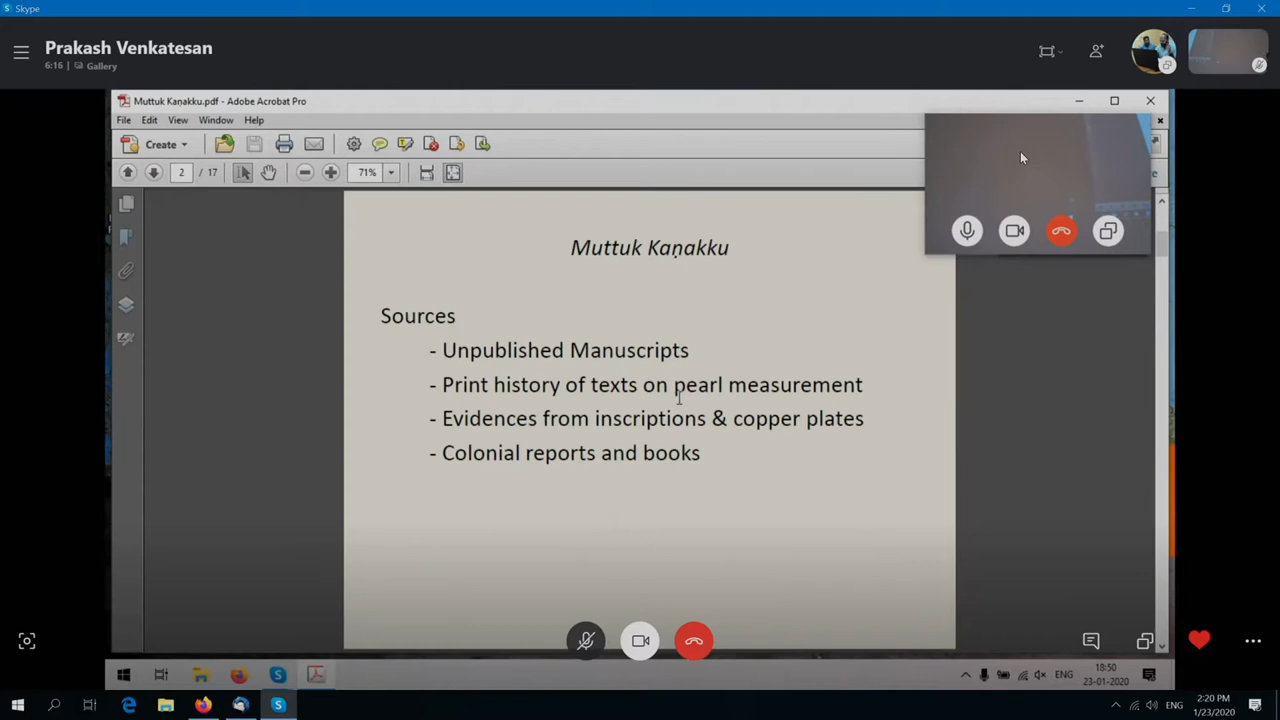 Skype
Prakash Venkatesan
6:16 | Gallery
Muttuk Kaṇakku.pdf - Adobe Acrobat Pro
File Edit View Window Help
Create
2 / 17 71%
Muttuk Kaṇakku
Sources
- Unpublished Manuscripts
- Print history of texts on pearl measurement
- Evidences from inscriptions & copper plates
- Colonial reports and books
18:50
ENG
23-01-2020
2:20 PM
ENG
1/23/2020